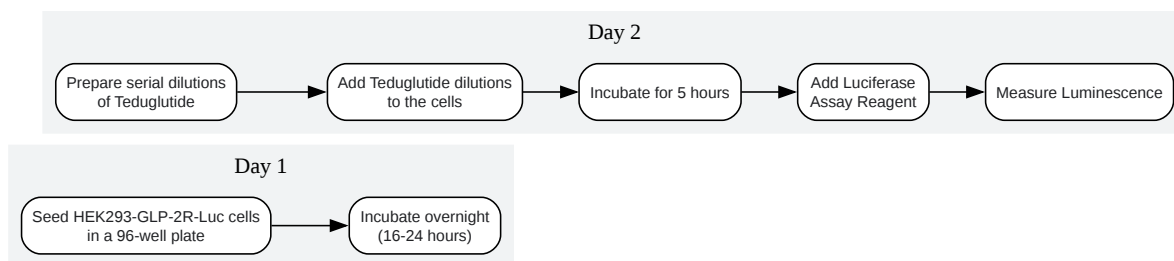 Day 2
Prepare serial dilutions
of Teduglutide
Add Teduglutide dilutions
to the cells
Incubate for 5 hours
Add Luciferase
Assay Reagent
Measure Luminescence
Day 1
Seed HEK293-GLP-2R-Luc cells
in a 96-well plate
Incubate overnight
(16-24 hours)